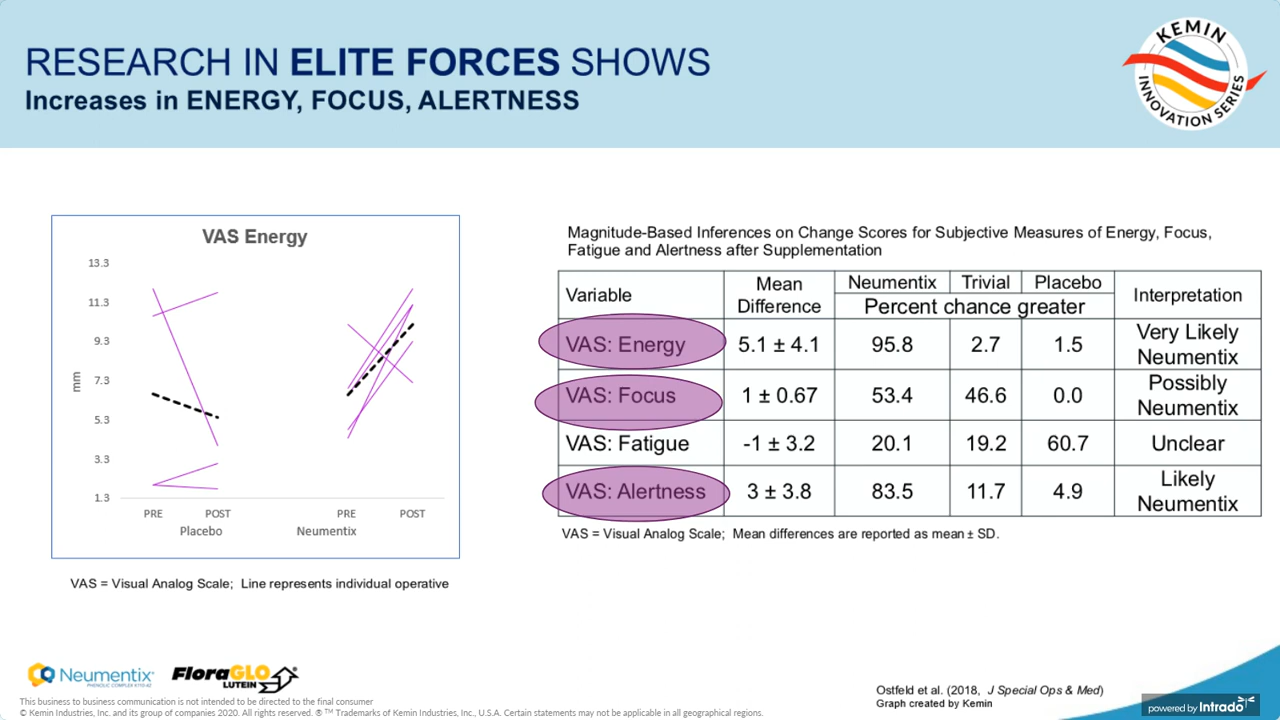 RESEARCH IN ELITE FORCES SHOWS
Increases in ENERGY, FOCUS, ALERTNESS
KEMIN
INNOVATION SERIES
VAS Energy
13.3
11.3
9.3
7.3
5.3
3.3
1.3
mm
PRE POST PRE POST
Placebo Neumentix
VAS = Visual Analog Scale; Line represents individual operative
Magnitude-Based Inferences on Change Scores for Subjective Measures of Energy, Focus,
Fatigue and Alertness after Supplementation
Variable Mean Difference Neumentix Trivial Placebo Interpretation
Percent chance greater
VAS: Energy 5.1 ± 4.1 95.8 2.7 1.5 Very Likely Neumentix
VAS: Focus 1 ± 0.67 53.4 46.6 0.0 Possibly Neumentix
VAS: Fatigue -1 ± 3.2 20.1 19.2 60.7 Unclear
VAS: Alertness 3 ± 3.8 83.5 11.7 4.9 Likely Neumentix
VAS = Visual Analog Scale; Mean differences are reported as mean ± SD.
Neumentix
FloraGLO
LUTEIN
This business to business communication is not intended to be directed to the final consumer
© Kemin Industries, Inc. and its group of companies 2020. All rights reserved. ® ™ Trademarks of Kemin Industries, Inc., U.S.A. Certain statements may not be applicable in all geographical regions.
Ostfeld et al. (2018, J Special Ops & Med)
Graph created by Kemin
powered by Intrado